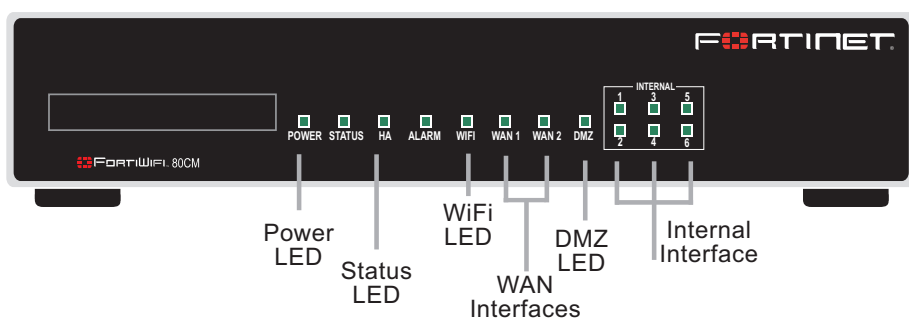 FORTINET.
INTERNAL
1 3 5
POWER STATUS HA ALARM WIFI WAN 1 WAN 2 DMZ
2 4 6
FORTIWIFI. 80CM
Power
LED
Status
LED
WiFi
LED
WAN
Interfaces
DMZ
LED
Internal
Interface